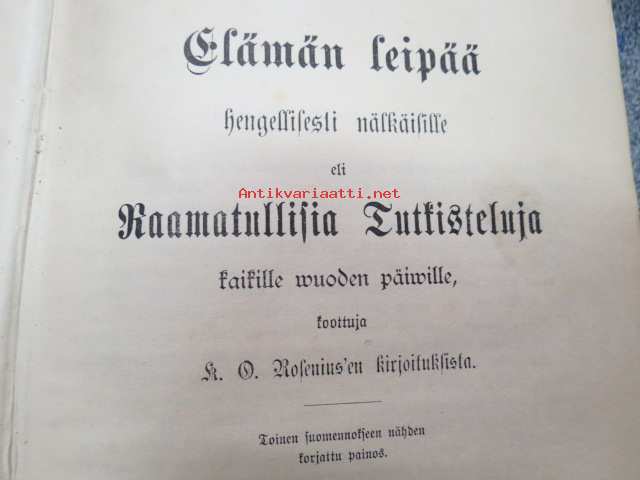 Elämän leipää
hengellisesti nälkäisille
eli
Antikvariaatti.net
Raamatullisia Tutkisteluja
kaikille wuoden päiwille,
koottuja
K. O. Rosenius'en kirjoituksista.
Toinen suomennokseen nähden
korjattu painos.